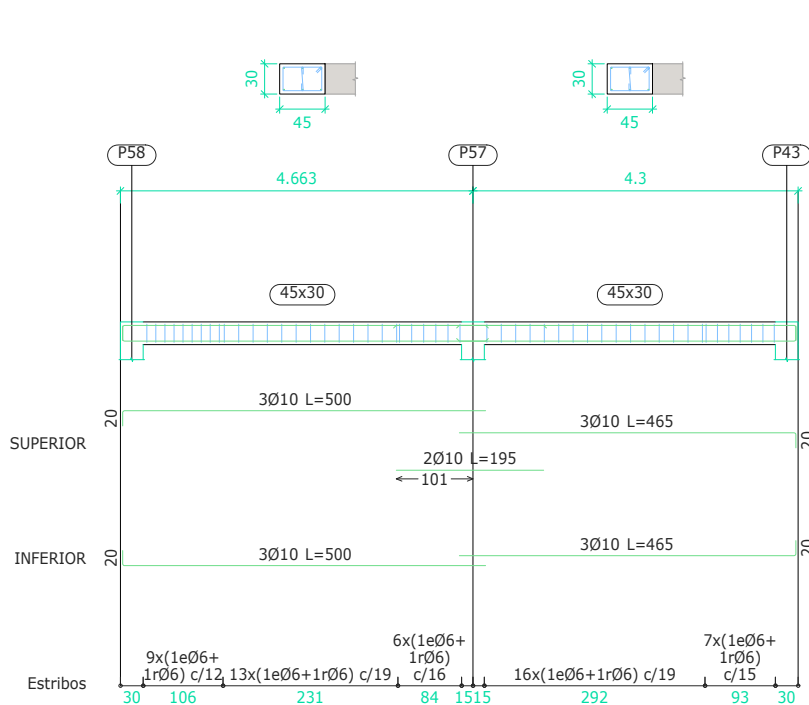 30
45
30
45
P58
P57
P43
4.663
4.3
45x30
45x30
SUPERIOR
20
3Ø10 L=500
3Ø10 L=465
20
2Ø10 L=195
101
INFERIOR
20
3Ø10 L=500
3Ø10 L=465
20
Estribos
9x(1eØ6+
1rØ6) c/12
13x(1eØ6+1rØ6) c/19
6x(1eØ6+
1rØ6)
c/16
16x(1eØ6+1rØ6) c/19
7x(1eØ6+
1rØ6)
c/15
30 106 231 84 15 15 292 93 30